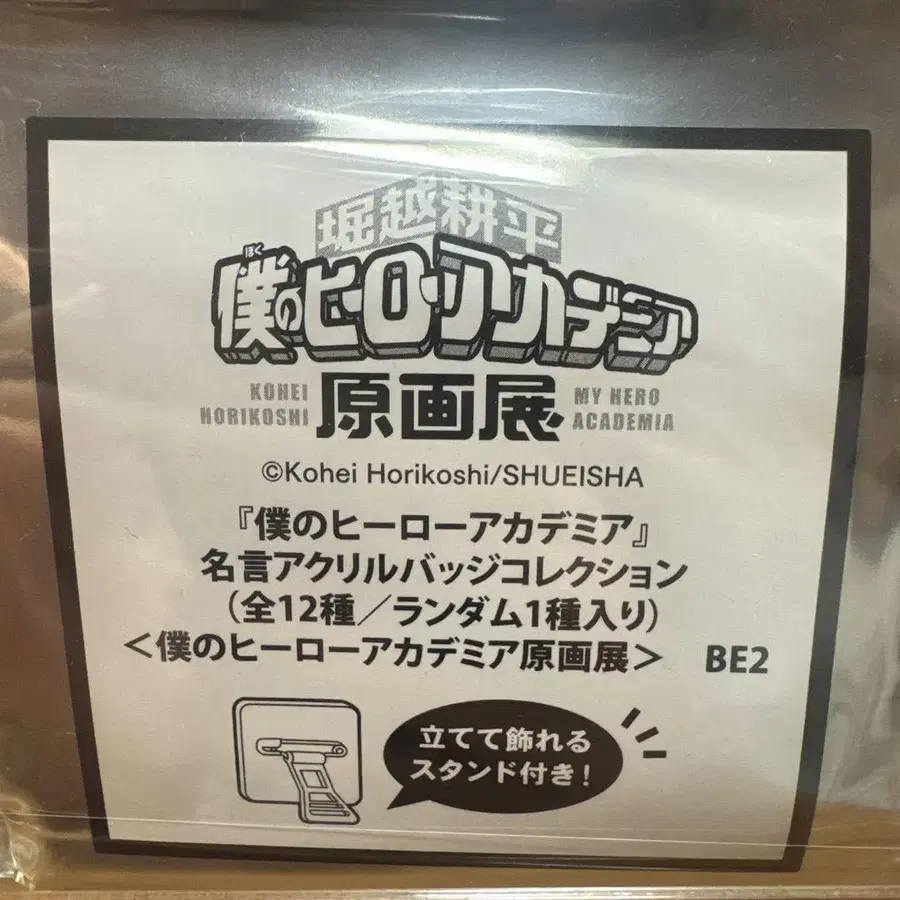 堀越耕平
僕のヒーローアカデミア
ぼく
KOHEI
HORIKOSHI
原画展
MY HERO
ACADEMIA
©Kohei Horikoshi/SHUEISHA
『僕のヒーローアカデミア』
名言アクリルバッジコレクション
(全12種／ランダム1種入り)
＜僕のヒーローアカデミア原画展＞ BE2
立てて飾れる
スタンド付き!